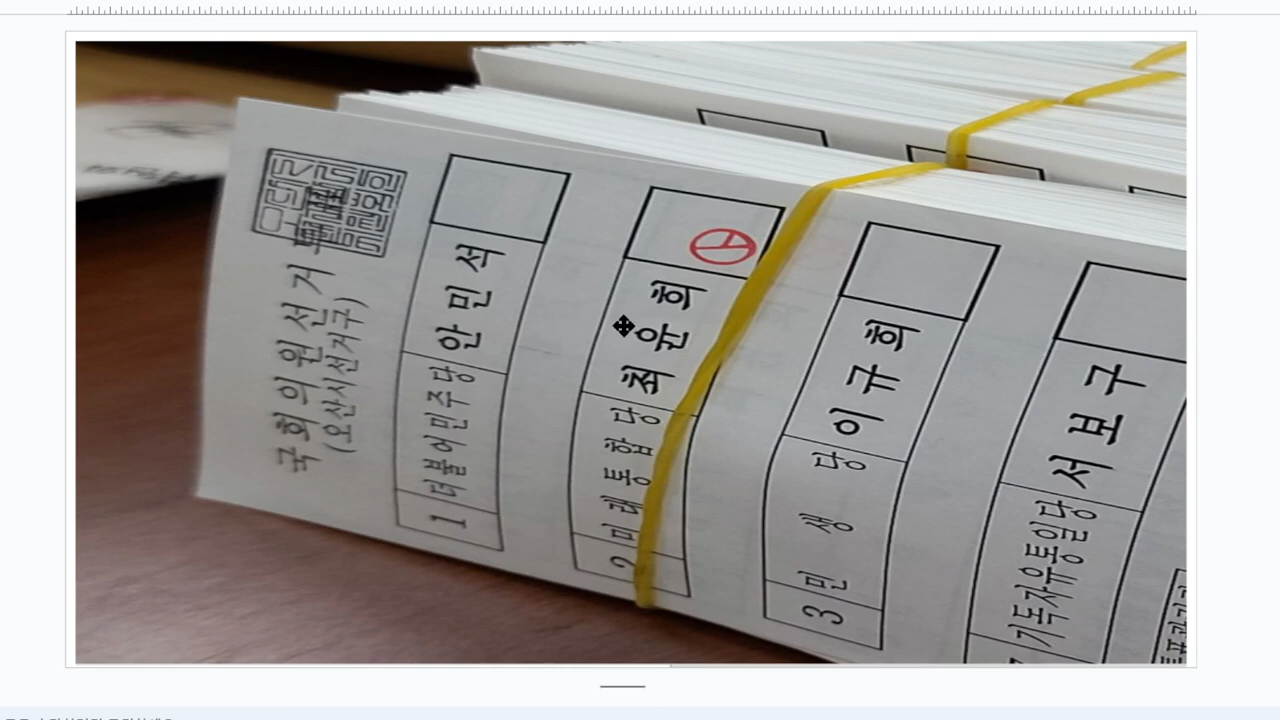 국회의원선거투
(오산시선거구)
1 더불어민주당 안민석
2 미래통합당 최윤희
3 민생당 이규희
기독자유통일당 서보구